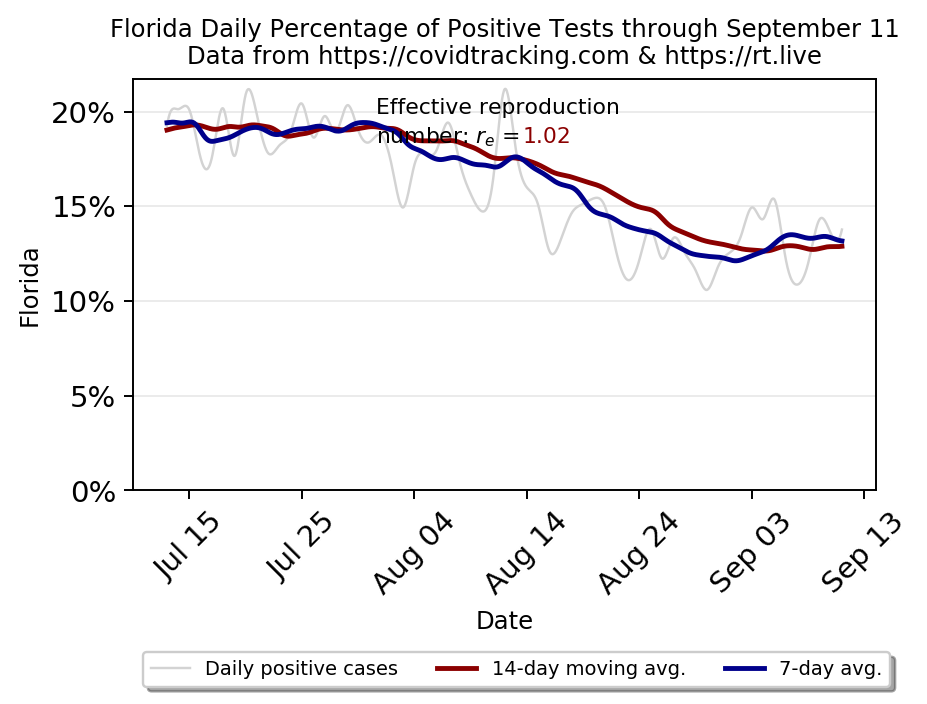 Florida Daily Percentage of Positive Tests through September 11
Data from https://covidtracking.com & https://rt.live
Effective reproduction
number: rₑ =1.02
20%
15%
10%
5%
0%
Florida
Jul 15
Jul 25
Aug 04
Aug 14
Aug 24
Sep 03
Sep 13
Date
Daily positive cases
14-day moving avg.
7-day avg.